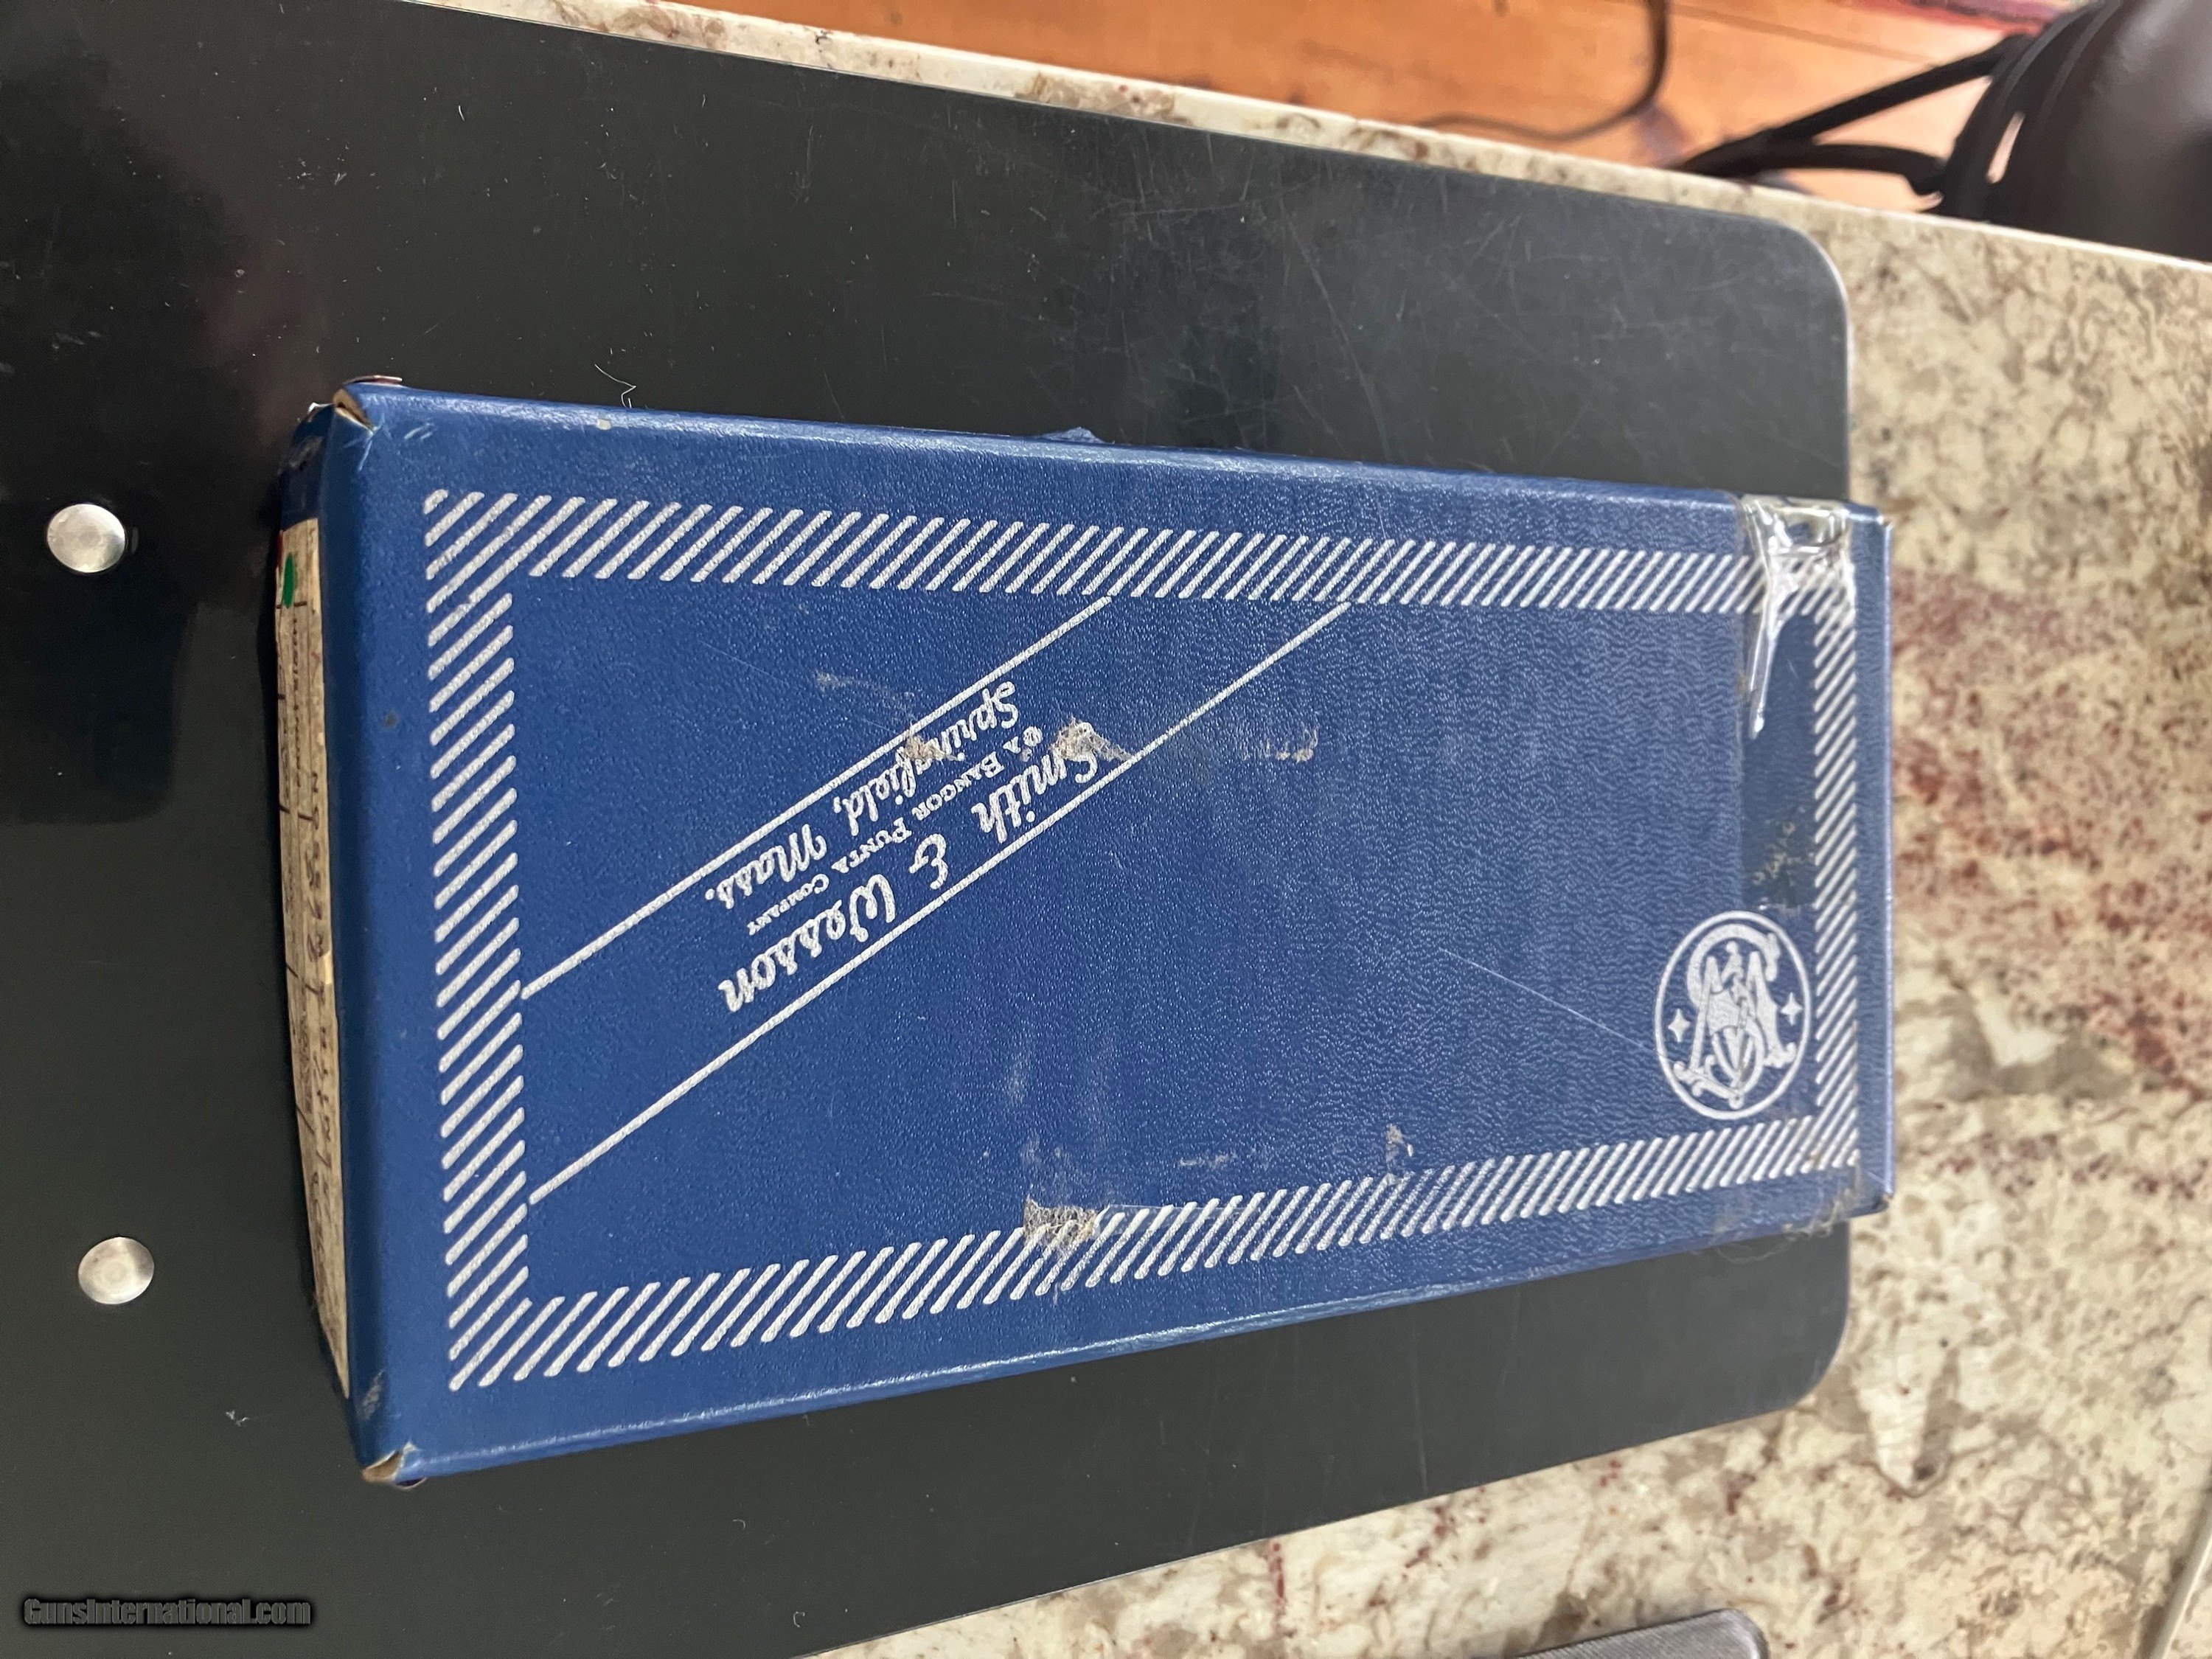 Smith & Wesson
A BANGOR PUNTA COMPANY
Springfield, Mass.
GunsInternational.com